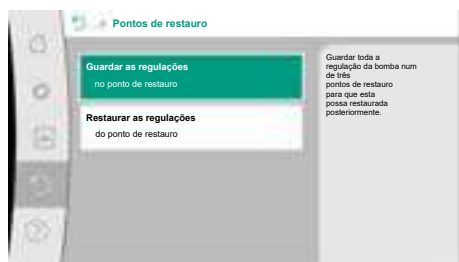 Pontos de restauro
Guardar as regulações
no ponto de restauro
Restaurar as regulações
do ponto de restauro
Guardar toda a
regulação da bomba num
de três
pontos de restauro
para que esta
possa restaurada
posteriormente.